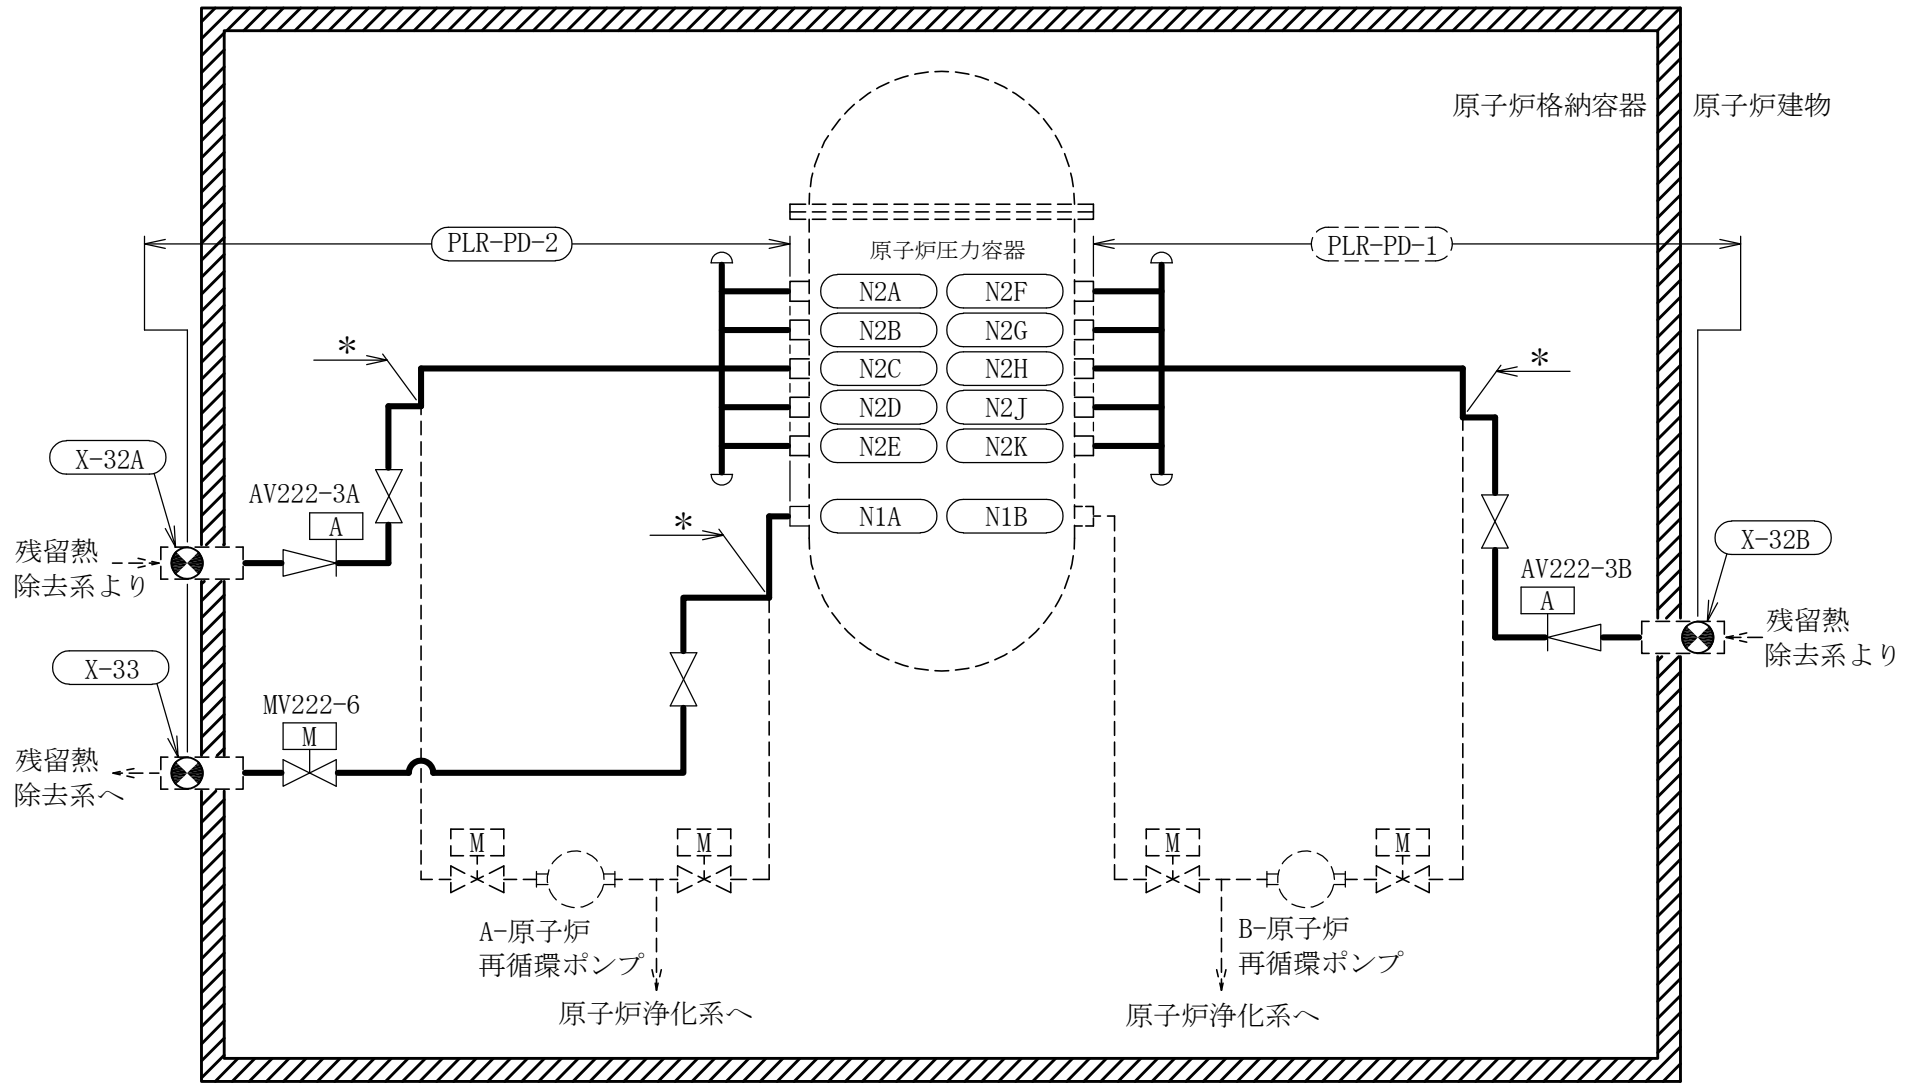 原子炉格納容器
原子炉建物
PLR-PD-2
PLR-PD-1
原子炉圧力容器
N2A
N2F
N2B
N2G
N2C
N2H
N2D
N2J
N2E
N2K
N1A
N1B
*
*
*
X-32A
AV222-3A
A
残留熱
除去系より
X-33
MV222-6
M
残留熱
除去系へ
X-32B
AV222-3B
A
残留熱
除去系より
M
M
A-原子炉
再循環ポンプ
原子炉浄化系へ
M
M
B-原子炉
再循環ポンプ
原子炉浄化系へ